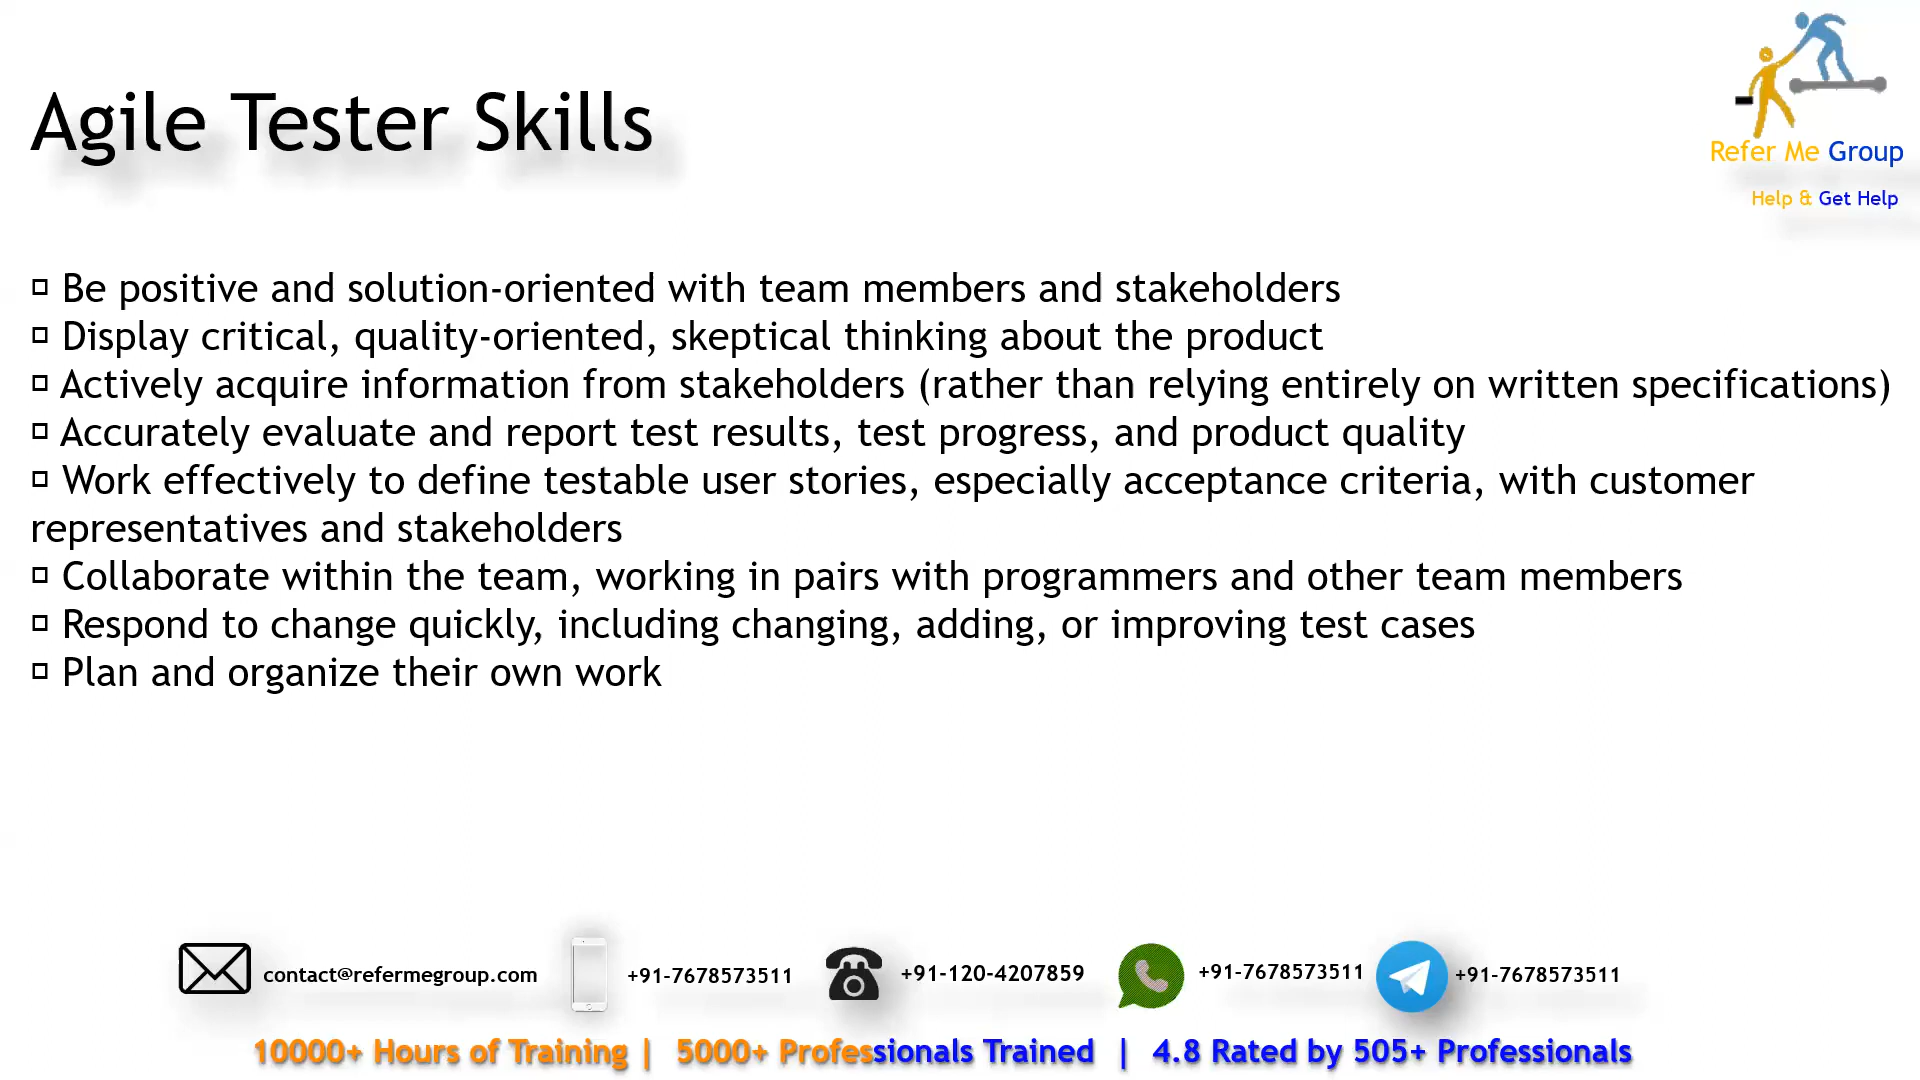 Agile Tester Skills
Refer Me Group
Help & Get Help
Be positive and solution-oriented with team members and stakeholders
Display critical, quality-oriented, skeptical thinking about the product
Actively acquire information from stakeholders (rather than relying entirely on written specifications)
Accurately evaluate and report test results, test progress, and product quality
Work effectively to define testable user stories, especially acceptance criteria, with customer
representatives and stakeholders
Collaborate within the team, working in pairs with programmers and other team members
Respond to change quickly, including changing, adding, or improving test cases
Plan and organize their own work
contact@refermegroup.com +91-7678573511 +91-120-4207859 +91-7678573511 +91-7678573511
10000+ Hours of Training | 5000+ Professionals Trained | 4.8 Rated by 505+ Professionals